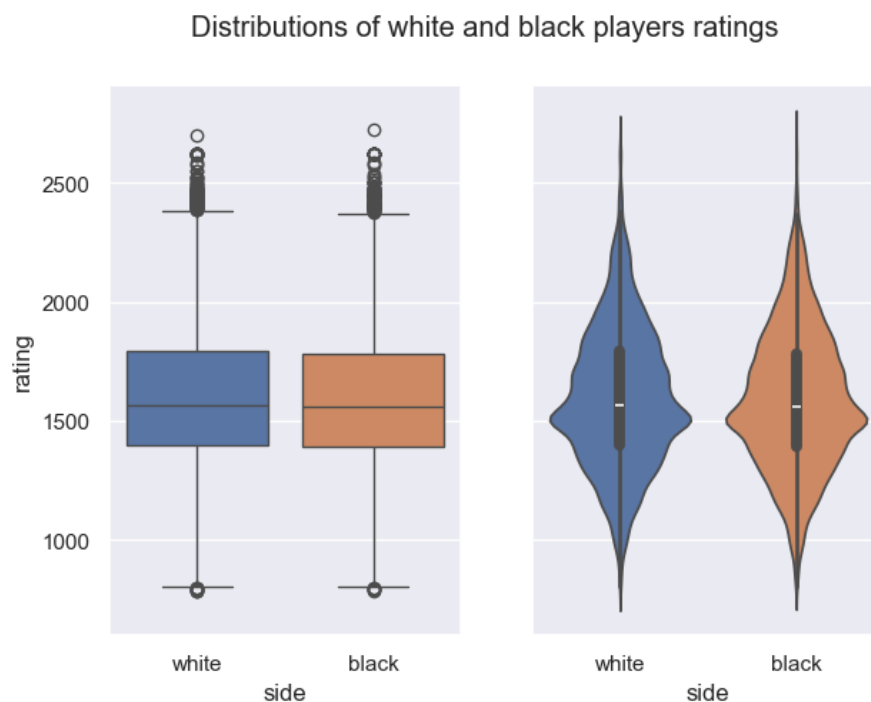 Distributions of white and black players ratings
rating
2500
2000
1500
1000
white black
side
white black
side